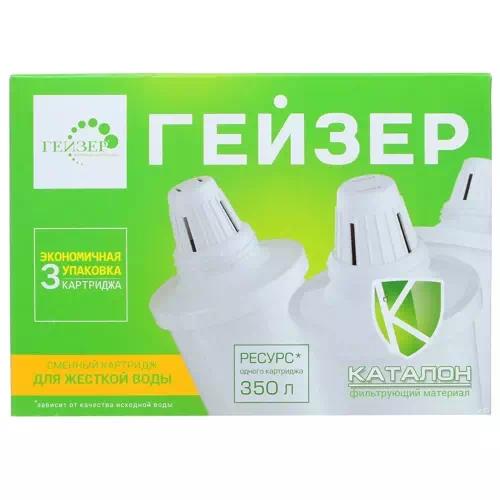 ГЕЙЗЕР
ГЕЙЗЕР
ЭКОНОМИЧНАЯ
3 УПАКОВКА
КАРТРИДЖА
СМЕННЫЙ КАРТРИДЖ
ДЛЯ ЖЕСТКОЙ ВОДЫ
*зависит от качества исходной воды
РЕСУРС*
одного картриджа
350 л
К
КАТАЛОН
фильтрующий материал